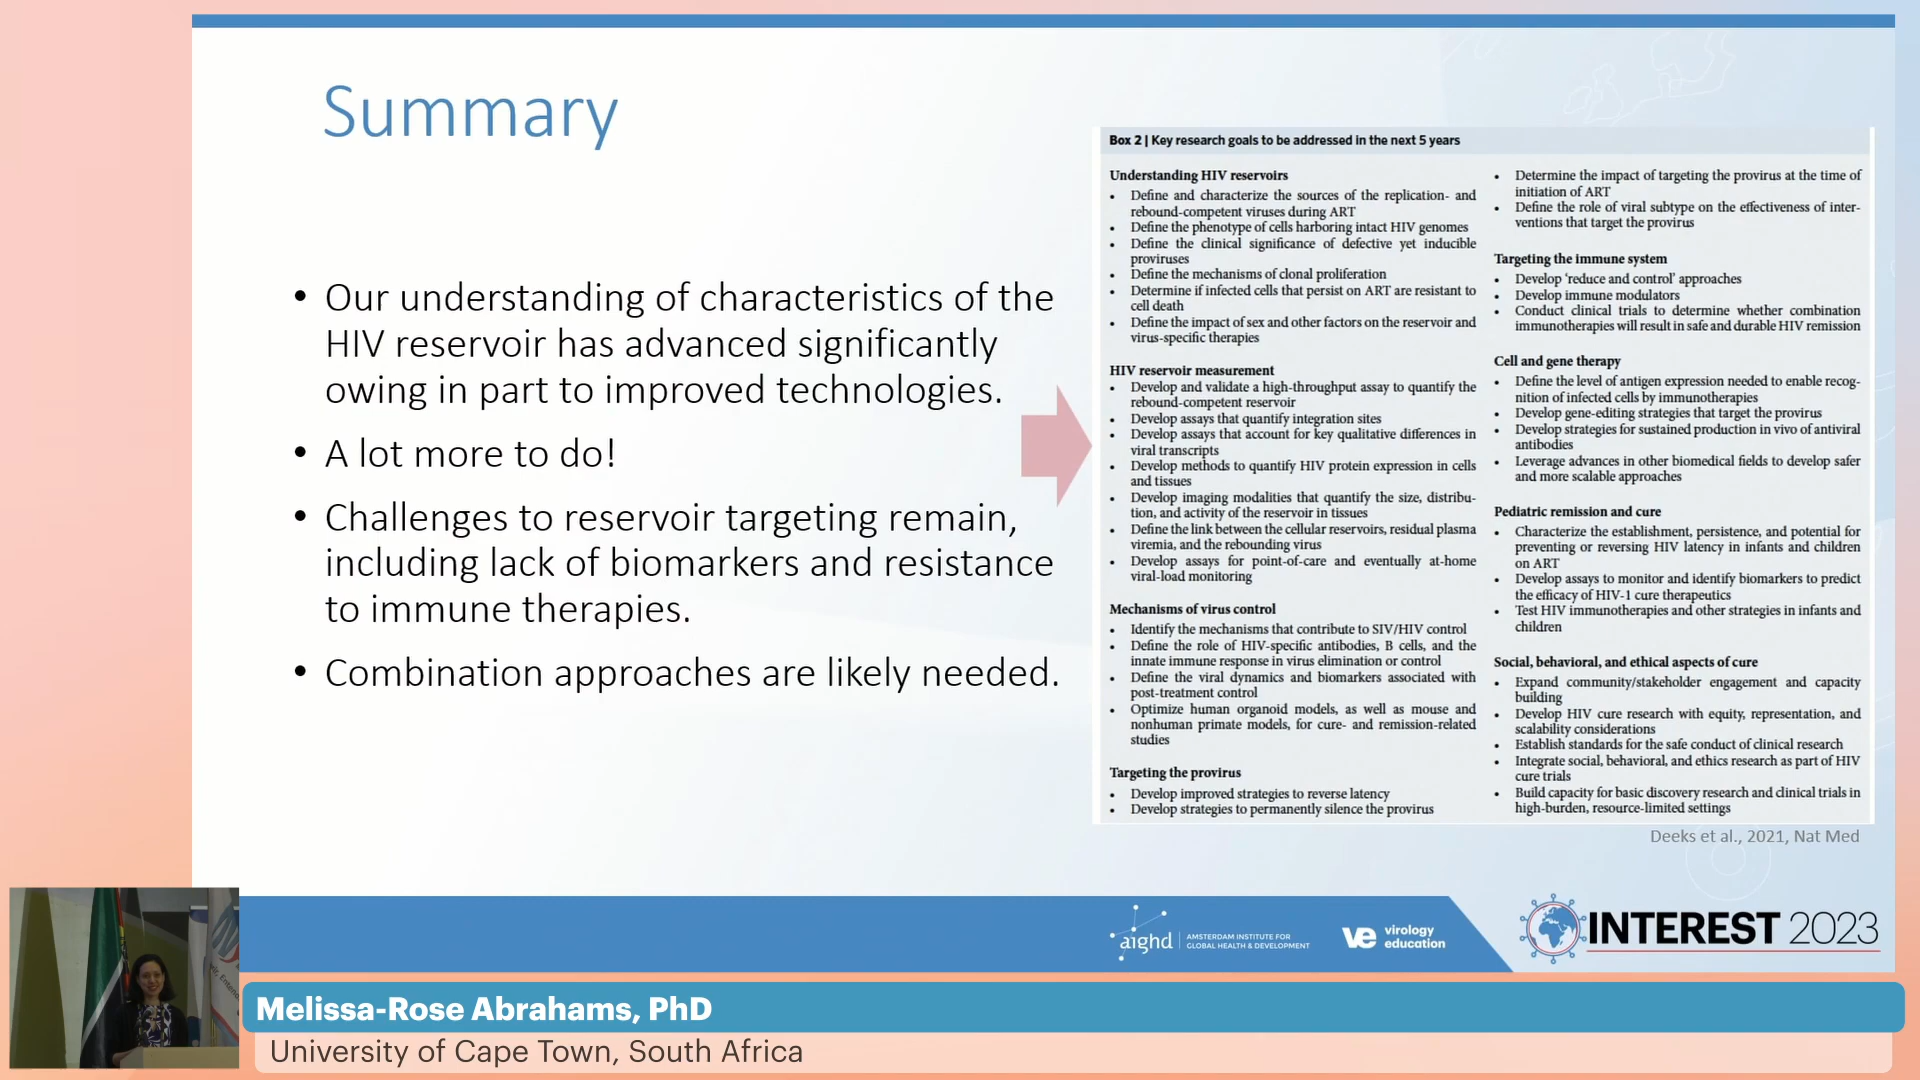 Summary
• Our understanding of characteristics of the
HIV reservoir has advanced significantly
owing in part to improved technologies.
• A lot more to do!
• Challenges to reservoir targeting remain,
including lack of biomarkers and resistance
to immune therapies.
• Combination approaches are likely needed.
Box 2 | Key research goals to be addressed in the next 5 years
Understanding HIV reservoirs
• Define and characterize the sources of the replication- and
rebound-competent viruses during ART
• Define the phenotype of cells harboring intact HIV genomes
• Define the clinical significance of defective yet inducible
proviruses
• Define the mechanisms of clonal proliferation
• Determine if infected cells that persist on ART are resistant to
cell death
• Define the impact of sex and other factors on the reservoir and
virus-specific therapies
HIV reservoir measurement
• Develop and validate a high-throughput assay to quantify the
rebound-competent reservoir
• Develop assays that quantify integration sites
• Develop assays that account for key qualitative differences in
viral transcripts
• Develop methods to quantify HIV protein expression in cells
and tissues
• Develop imaging modalities that quantify the size, distribu-
tion, and activity of the reservoir in tissues
• Define the link between the cellular reservoirs, residual plasma
viremia, and the rebounding virus
• Develop assays for point-of-care and eventually at-home
viral-load monitoring
Mechanisms of virus control
• Identify the mechanisms that contribute to SIV/HIV control
• Define the role of HIV-specific antibodies, B cells, and the
innate immune response in virus elimination or control
• Define the viral dynamics and biomarkers associated with
post-treatment control
• Optimize human organoid models, as well as mouse and
nonhuman primate models, for cure- and remission-related
studies
Targeting the provirus
• Develop improved strategies to reverse latency
• Develop strategies to permanently silence the provirus
• Determine the impact of targeting the provirus at the time of
initiation of ART
• Define the role of viral subtype on the effectiveness of inter-
ventions that target the provirus
Targeting the immune system
• Develop ‘reduce and control’ approaches
• Develop immune modulators
• Conduct clinical trials to determine whether combination
immunotherapies will result in safe and durable HIV remission
Cell and gene therapy
• Define the level of antigen expression needed to enable recog-
nition of infected cells by immunotherapies
• Develop gene-editing strategies that target the provirus
• Develop strategies for sustained production in vivo of antiviral
antibodies
• Leverage advances in other biomedical fields to develop safer
and more scalable approaches
Pediatric remission and cure
• Characterize the establishment, persistence, and potential for
preventing or reversing HIV latency in infants and children
on ART
• Develop assays to monitor and identify biomarkers to predict
the efficacy of HIV-1 cure therapeutics
• Test HIV immunotherapies and other strategies in infants and
children
Social, behavioral, and ethical aspects of cure
• Expand community/stakeholder engagement and capacity
building
• Develop HIV cure research with equity, representation, and
scalability considerations
• Establish standards for the safe conduct of clinical research
• Integrate social, behavioral, and ethics research as part of HIV
cure trials
• Build capacity for basic discovery research and clinical trials in
high-burden, resource-limited settings
Deeks et al., 2021, Nat Med
aighd
AMSTERDAM INSTITUTE FOR
GLOBAL HEALTH & DEVELOPMENT
ve virology
education
INTEREST 2023
Melissa-Rose Abrahams, PhD
University of Cape Town, South Africa